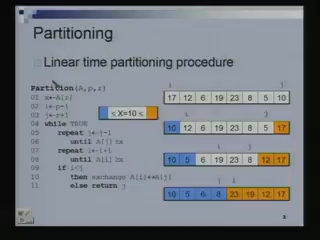 Partitioning
Linear time partitioning procedure
Partition(A,p,r)
01 x←A[r]
02 i←p-1
03 j←r+1
04 while TRUE
05 repeat j←j-1
06 until A[j] ≤x
07 repeat i←i+1
08 until A[i] ≥x
09 if i<j
10 then exchange A[i]↔A[j]
11 else return j
≤ X=10 ≤
i j
17 12 6 19 23 8 5 10
i j
10 12 6 19 23 8 5 17
i j
10 5 6 19 23 8 12 17
j i
10 5 6 8 23 19 12 17